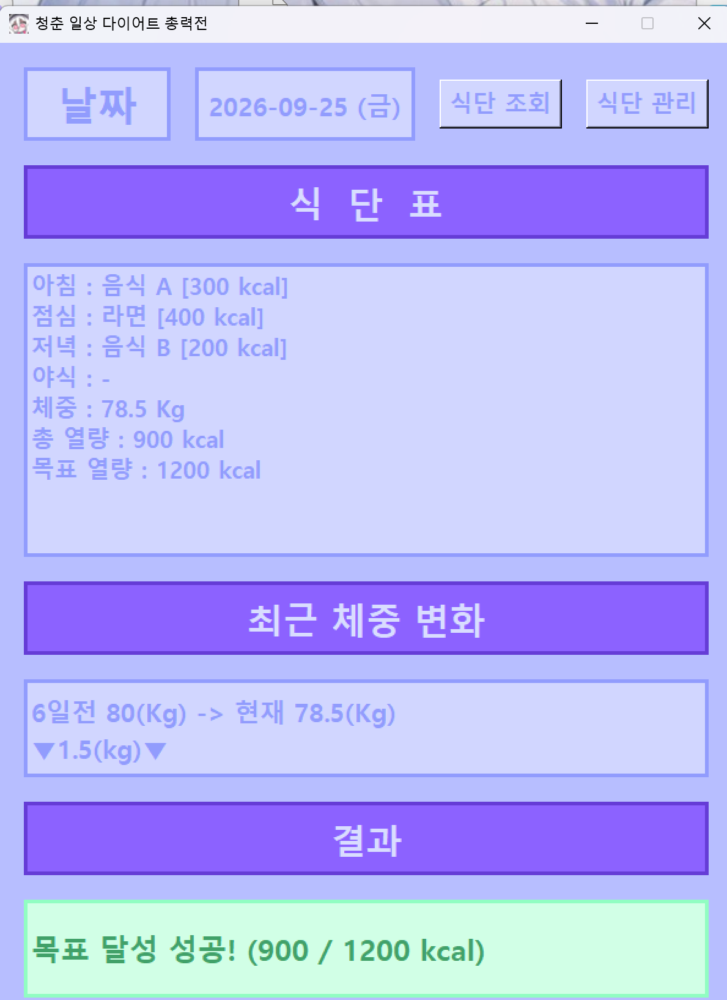 청춘 일상 다이어트 총력전
날짜
2026-09-25 (금)
식단 조회
식단 관리
식 단 표
아침 : 음식 A [300 kcal]
점심 : 라면 [400 kcal]
저녁 : 음식 B [200 kcal]
야식 : -
체중 : 78.5 Kg
총 열량 : 900 kcal
목표 열량 : 1200 kcal
최근 체중 변화
6일전 80(Kg) -> 현재 78.5(Kg)
▼1.5(kg)▼
결과
목표 달성 성공! (900 / 1200 kcal)